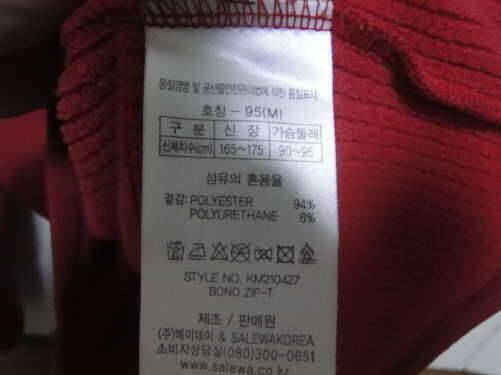 품질경영 및 공산품안전관리법에 의한 품질표시
호칭 - 95(M)
구 분 신 장 가슴둘레
신체치수(cm) 165~175 90~95
섬유의 혼용율
겉감: POLYESTER 94%
POLYURETHANE 6%
STYLE NO. KM210427
BONO ZIP-T
제조 / 판매원
(주)메이데이 & SALEWAKOREA
소비자상담실(080)300-0651
www.salewa.co.kr